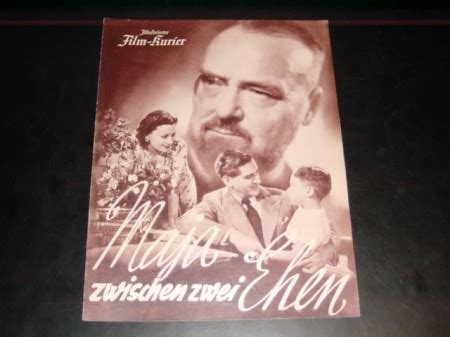 Illustrierter
Film-Kurier
Maja
zwischen zwei Ehen